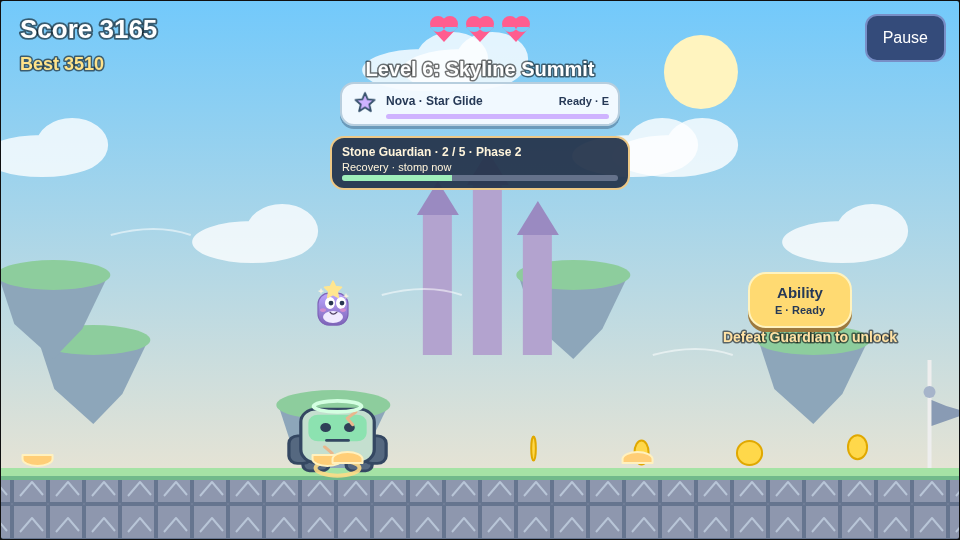 Score 3165
Best 3510
Pause
Level 6: Skyline Summit
Nova · Star Glide
Ready · E
Stone Guardian · 2 / 5 · Phase 2
Recovery · stomp now
Ability
E · Ready
Defeat Guardian to unlock